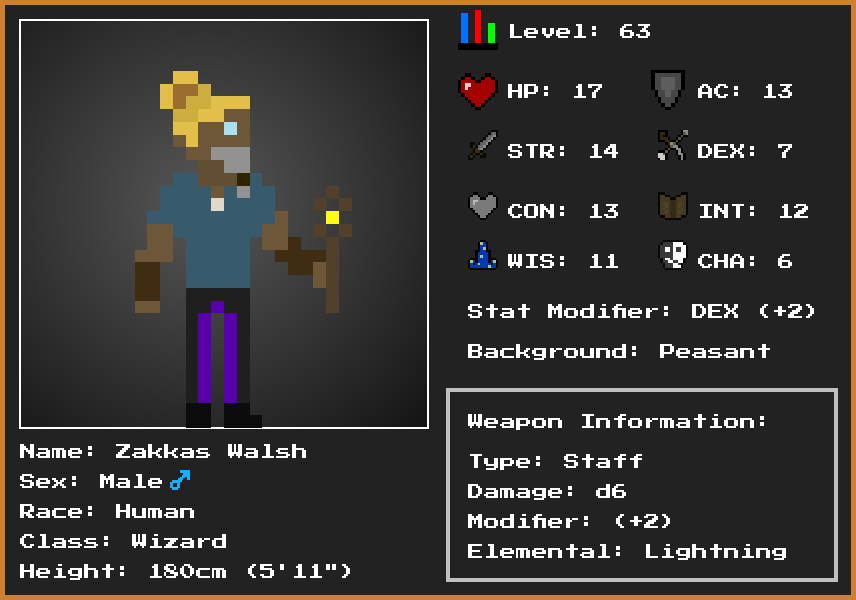 Level: 63
HP: 17 AC: 13
STR: 14 DEX: 7
CON: 13 INT: 12
WIS: 11 CHA: 6
Stat Modifier: DEX (+2)
Background: Peasant
Weapon Information:
Type: Staff
Damage: d6
Modifier: (+2)
Elemental: Lightning
Name: Zakkas Walsh
Sex: Male♂
Race: Human
Class: Wizard
Height: 180cm (5'11")